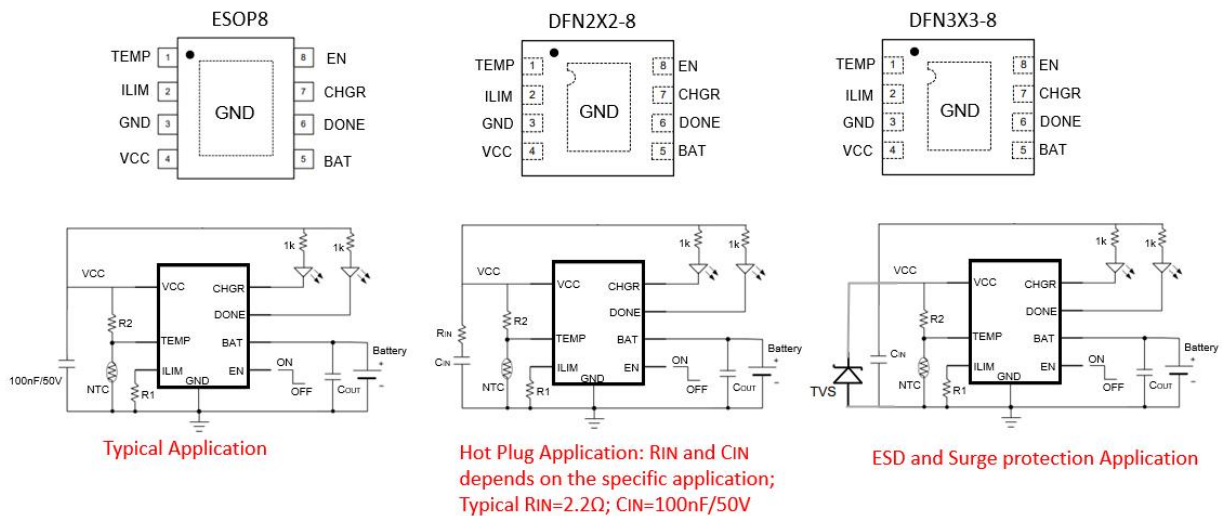 ESOP8
TEMP 1 8 EN
ILIM 2 7 CHGR
GND
GND 3 6 DONE
VCC 4 5 BAT
DFN2X2-8
TEMP 1 8 EN
ILIM 2 7 CHGR
GND
GND 3 6 DONE
VCC 4 5 BAT
DFN3X3-8
TEMP 1 8 EN
ILIM 2 7 CHGR
GND
GND 3 6 DONE
VCC 4 5 BAT
1k 1k
VCC
VCC CHGR
R2 DONE
TEMP BAT Battery
+
100nF/50V ILIM EN ON
OFF
NTC R1 GND COUT
-
Typical Application
1k 1k
VCC
VCC CHGR
R2 DONE
RIN TEMP BAT Battery
+
CIN ILIM EN ON
OFF
NTC R1 GND COUT
-
Hot Plug Application: RIN and CIN
depends on the specific application;
Typical RIN=2.2Ω; CIN=100nF/50V
1k 1k
VCC
VCC CHGR
R2 DONE
CIN TEMP BAT Battery
+
TVS ILIM EN ON
OFF
NTC R1 GND COUT
-
ESD and Surge protection Application